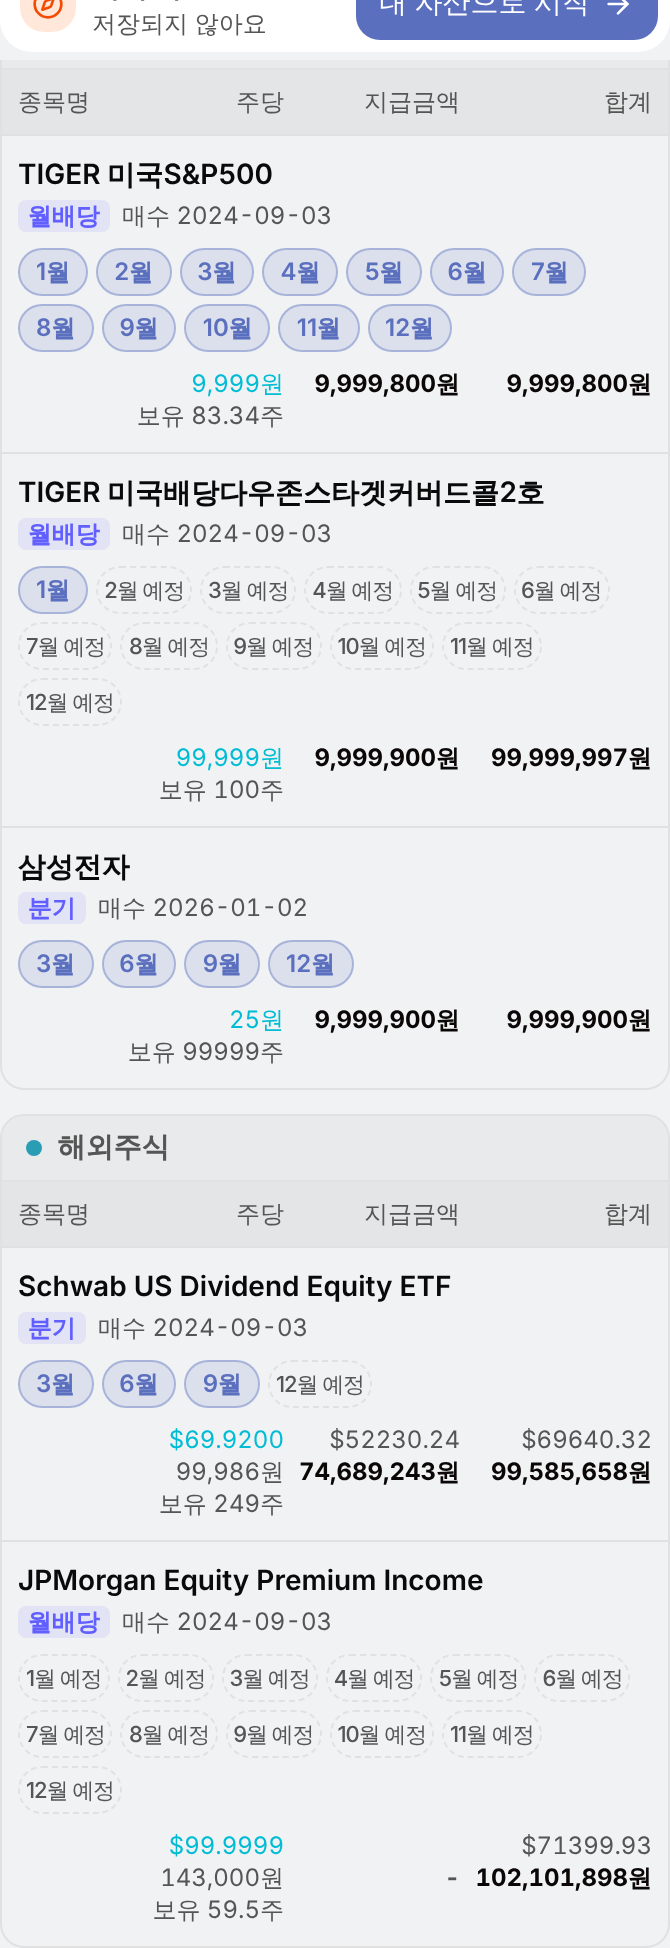 저장되지 않아요
내 자산으로 시작 →
종목명 주당 지급금액 합계
TIGER 미국S&P500
월배당 매수 2024-09-03
1월 2월 3월 4월 5월 6월 7월
8월 9월 10월 11월 12월
9,999원 9,999,800원 9,999,800원
보유 83.34주
TIGER 미국배당다우존스타겟커버드콜2호
월배당 매수 2024-09-03
1월 2월 예정 3월 예정 4월 예정 5월 예정 6월 예정
7월 예정 8월 예정 9월 예정 10월 예정 11월 예정
12월 예정
99,999원 9,999,900원 99,999,997원
보유 100주
삼성전자
분기 매수 2026-01-02
3월 6월 9월 12월
25원 9,999,900원 9,999,900원
보유 99999주
해외주식
종목명 주당 지급금액 합계
Schwab US Dividend Equity ETF
분기 매수 2024-09-03
3월 6월 9월 12월 예정
$69.9200 $52230.24 $69640.32
99,986원 74,689,243원 99,585,658원
보유 249주
JPMorgan Equity Premium Income
월배당 매수 2024-09-03
1월 예정 2월 예정 3월 예정 4월 예정 5월 예정 6월 예정
7월 예정 8월 예정 9월 예정 10월 예정 11월 예정
12월 예정
$99.9999 $71399.93
143,000원 - 102,101,898원
보유 59.5주